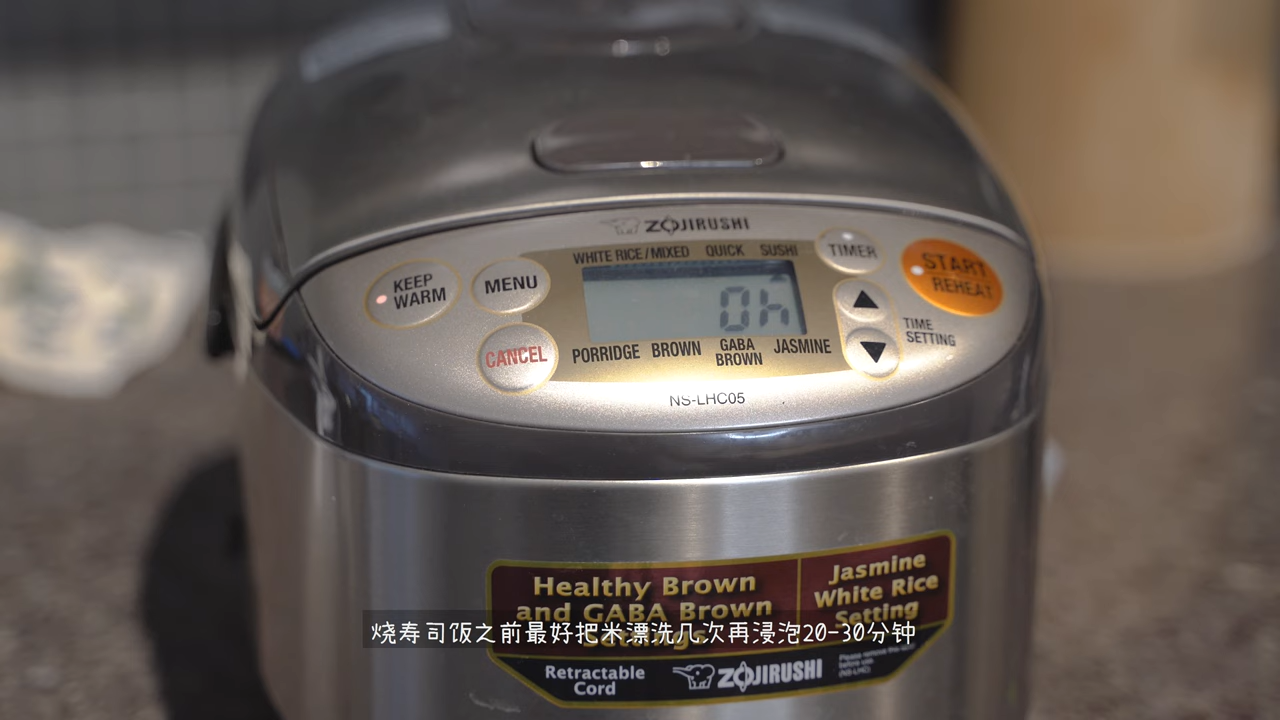 ZOJIRUSHI
WHITE RICE/MIXED QUICK SUSHI
TIMER
START
REHEAT
KEEP
WARM
MENU
0h
TIME
SETTING
CANCEL
PORRIDGE BROWN GABA BROWN JASMINE
NS-LHC05
Healthy Brown
and GABA Brown
Settings
Jasmine
White Rice
Setting
烧寿司饭之前最好把米漂洗几次再浸泡20-30分钟
Retractable
Cord
ZOJIRUSHI